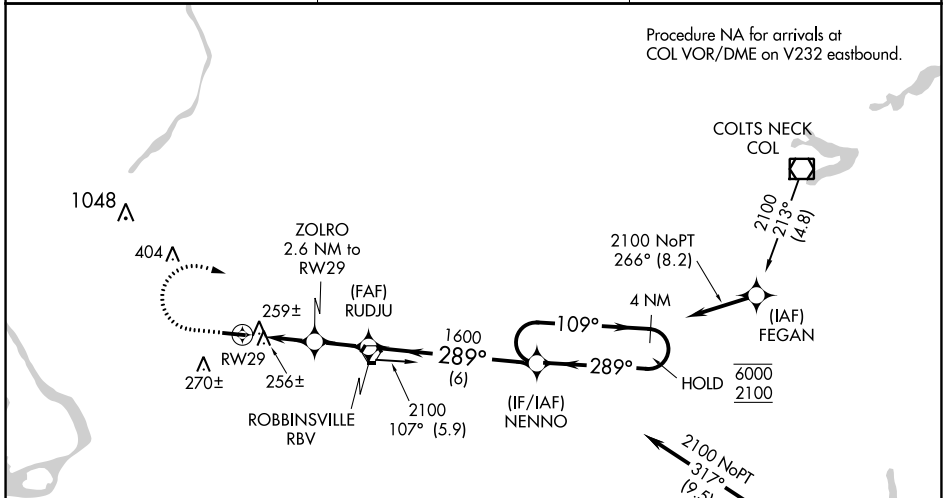 Procedure NA for arrivals at
COL VOR/DME on V232 eastbound.
COLTS NECK
COL
2100
213°
(4.8)
1048
404
ZOLRO
2.6 NM to
RW29
2100 NoPT
266° (8.2)
(FAF)
RUDJU
4 NM
(IAF)
FEGAN
259±
109°
1600
289°
(6)
RW29
270±
256±
289°
HOLD
6000
2100
ROBBINSVILLE
RBV
2100
107° (5.9)
(IF/IAF)
NENNO
2100 NoPT
317°
(9.5)